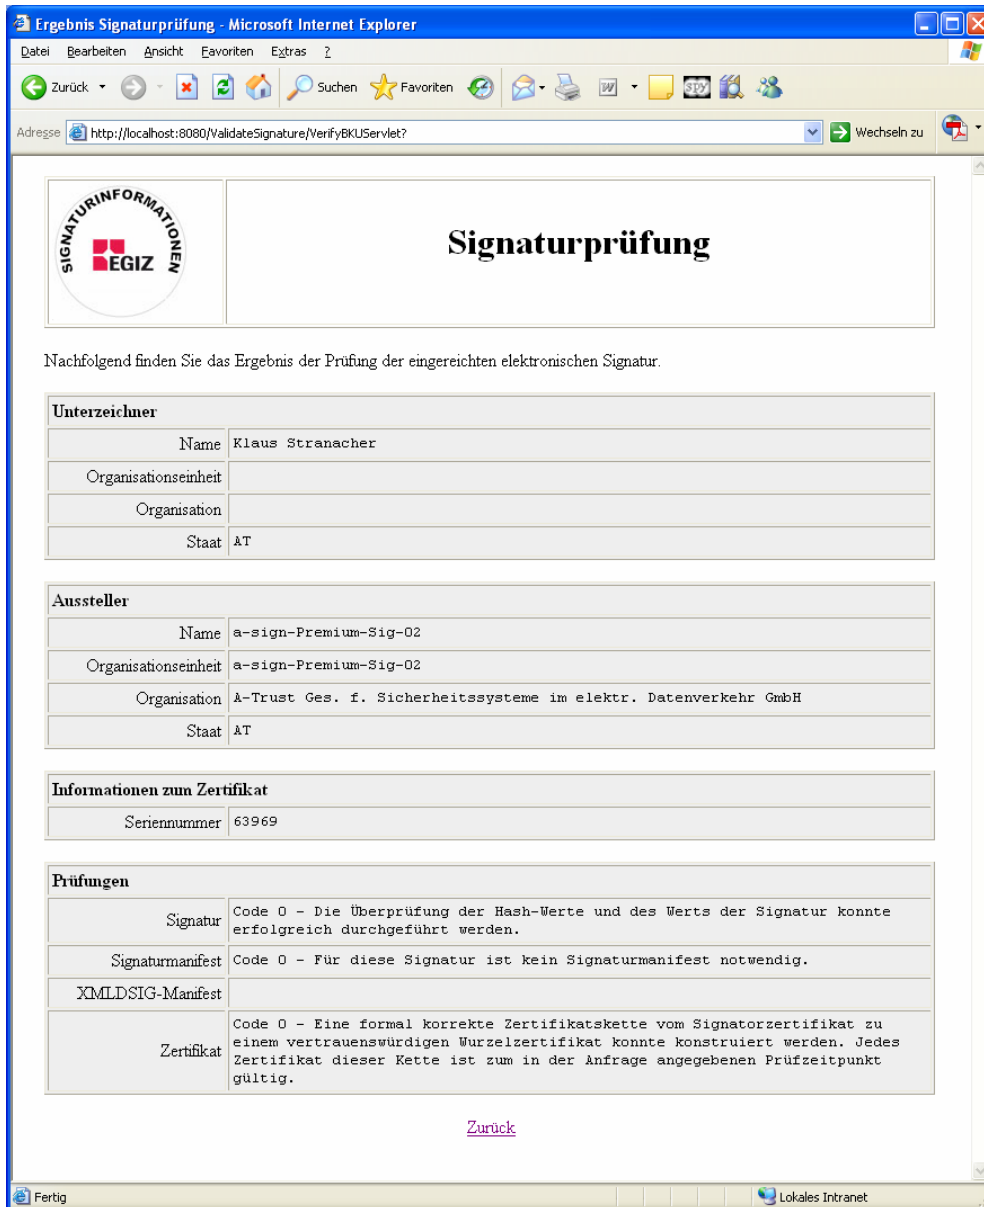 Ergebnis Signaturprüfung - Microsoft Internet Explorer
Datei Bearbeiten Ansicht Favoriten Extras ?
Zurück Suchen Favoriten
Adresse http://localhost:8080/ValidateSignature/VerifyBKUServlet? Wechseln zu
SIGNATURINFORMATIONEN
EGIZ
Signaturprüfung
Nachfolgend finden Sie das Ergebnis der Prüfung der eingereichten elektronischen Signatur.
Unterzeichner
Name Klaus Stranacher
Organisationseinheit
Organisation
Staat AT
Aussteller
Name a-sign-Premium-Sig-02
Organisationseinheit a-sign-Premium-Sig-02
Organisation A-Trust Ges. f. Sicherheitssysteme im elektr. Datenverkehr GmbH
Staat AT
Informationen zum Zertifikat
Seriennummer 63969
Prüfungen
Signatur Code 0 - Die Überprüfung der Hash-Werte und des Werts der Signatur konnte
erfolgreich durchgeführt werden.
Signaturmanifest Code 0 - Für diese Signatur ist kein Signaturmanifest notwendig.
XMLDSIG-Manifest
Zertifikat Code 0 - Eine formal korrekte Zertifikatskette vom Signatorzertifikat zu
einem vertrauenswürdigen Wurzelzertifikat konnte konstruiert werden. Jedes
Zertifikat dieser Kette ist zum in der Anfrage angegebenen Prüfzeitpunkt
gültig.
Zurück
Fertig Lokales Intranet